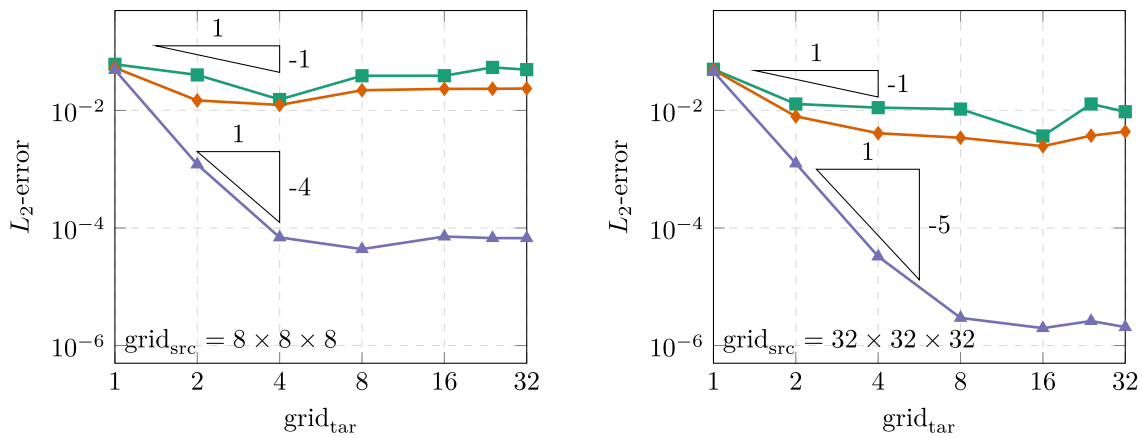 1
-1
10⁻²
1
-4
10⁻⁴
10⁻⁶
L₂-error
grid_src = 8 × 8 × 8
1 2 4 8 16 32
grid_tar
1
-1
10⁻²
1
-5
10⁻⁴
10⁻⁶
L₂-error
grid_src = 32 × 32 × 32
1 2 4 8 16 32
grid_tar